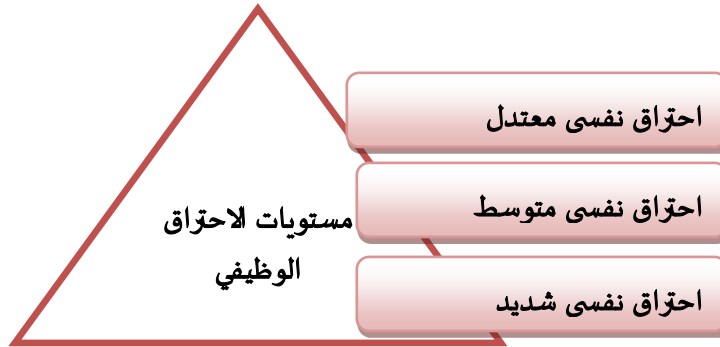 احتراق نفسى معتدل
احتراق نفسى متوسط
مستويات الاحتراق
الوظيفي
احتراق نفسى شديد